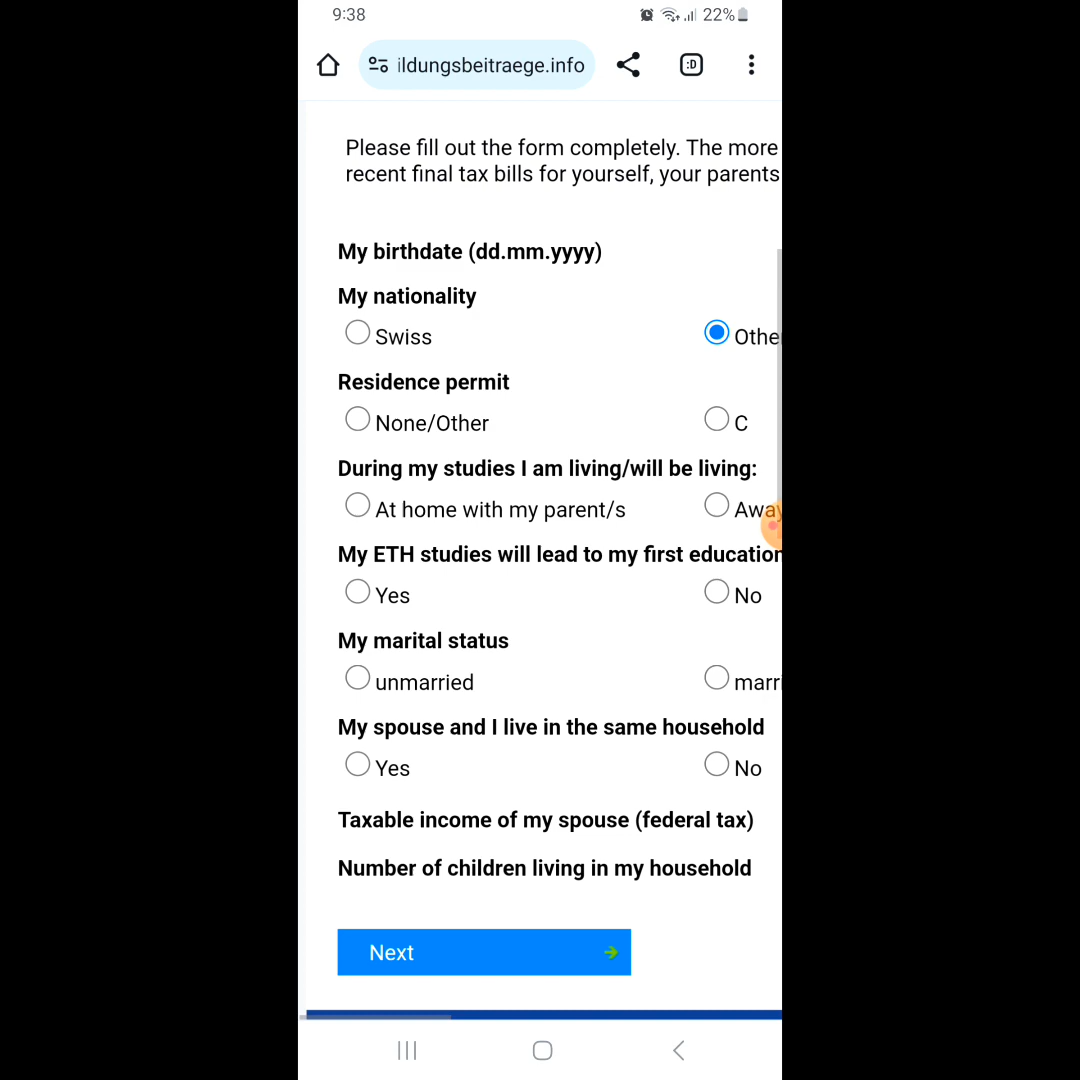 9:38
22%
ildungsbeitraege.info
:D
Please fill out the form completely. The more
recent final tax bills for yourself, your parents
My birthdate (dd.mm.yyyy)
My nationality
Swiss
Othe
Residence permit
None/Other
C
During my studies I am living/will be living:
At home with my parent/s
Away
My ETH studies will lead to my first education
Yes
No
My marital status
unmarried
marri
My spouse and I live in the same household
Yes
No
Taxable income of my spouse (federal tax)
Number of children living in my household
Next